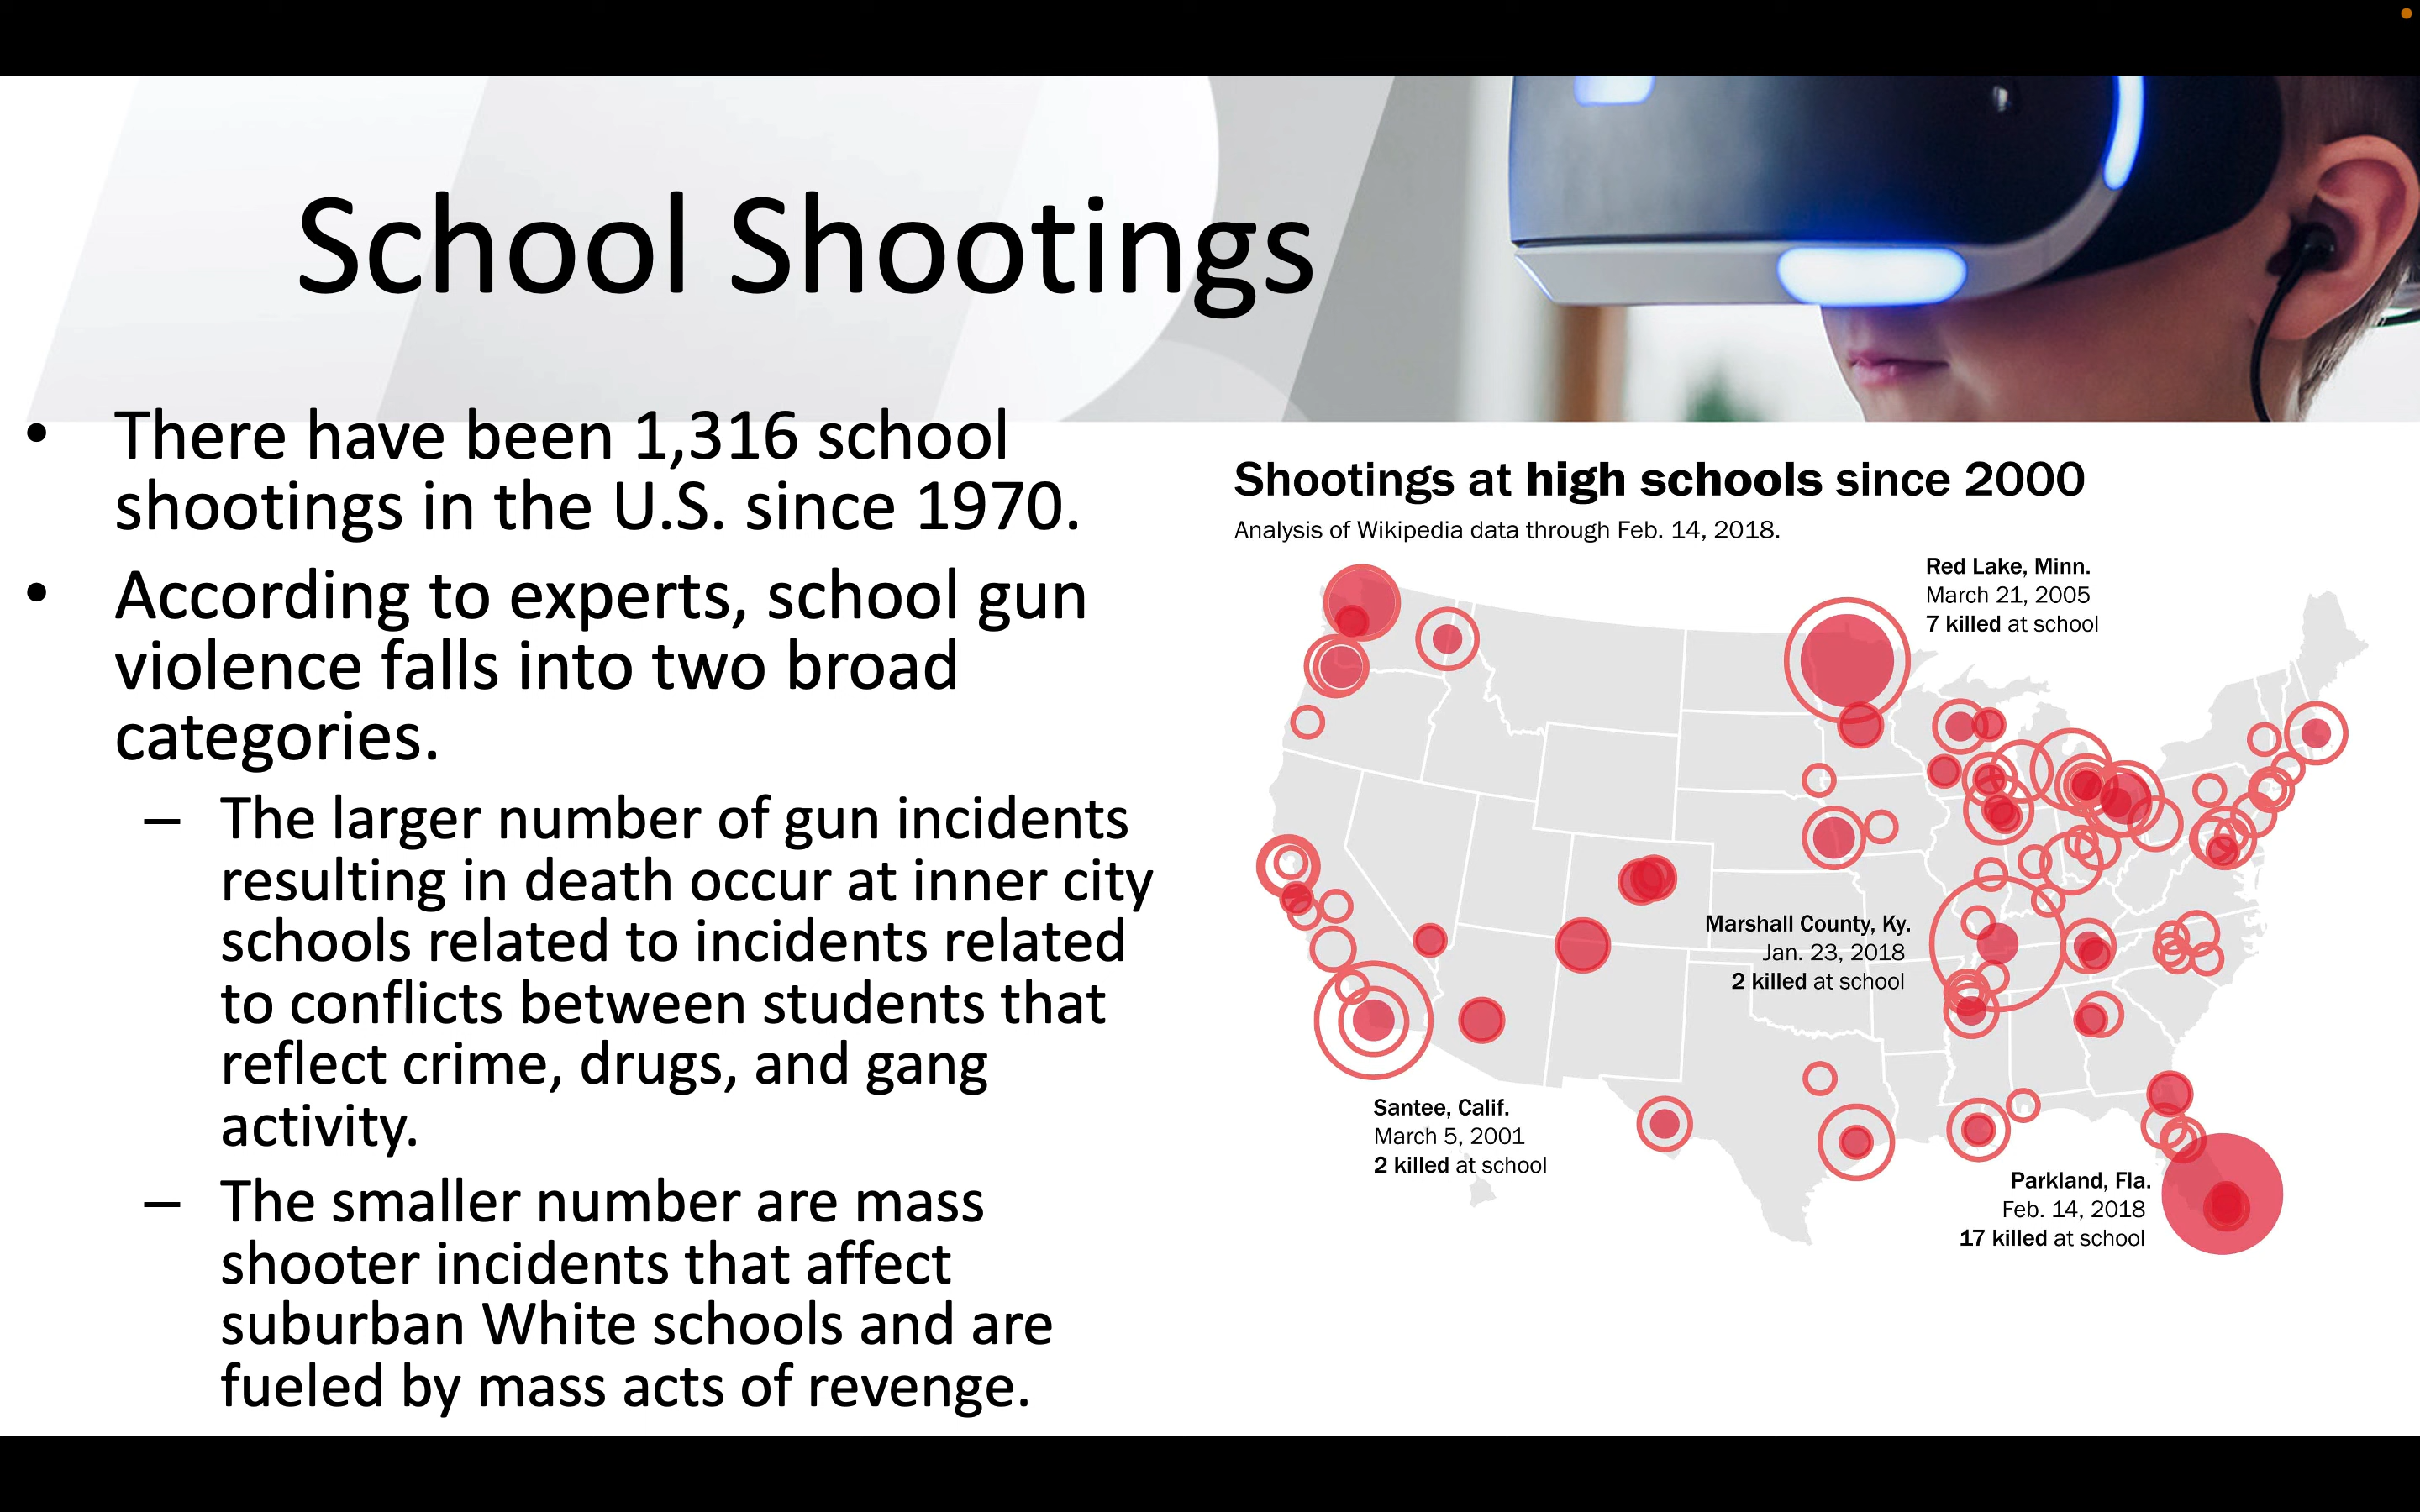 School Shootings
• There have been 1,316 school
shootings in the U.S. since 1970.
• According to experts, school gun
violence falls into two broad
categories.
– The larger number of gun incidents
resulting in death occur at inner city
schools related to incidents related
to conflicts between students that
reflect crime, drugs, and gang
activity.
– The smaller number are mass
shooter incidents that affect
suburban White schools and are
fueled by mass acts of revenge.
Shootings at high schools since 2000
Analysis of Wikipedia data through Feb. 14, 2018.
Red Lake, Minn.
March 21, 2005
7 killed at school
Marshall County, Ky.
Jan. 23, 2018
2 killed at school
Santee, Calif.
March 5, 2001
2 killed at school
Parkland, Fla.
Feb. 14, 2018
17 killed at school